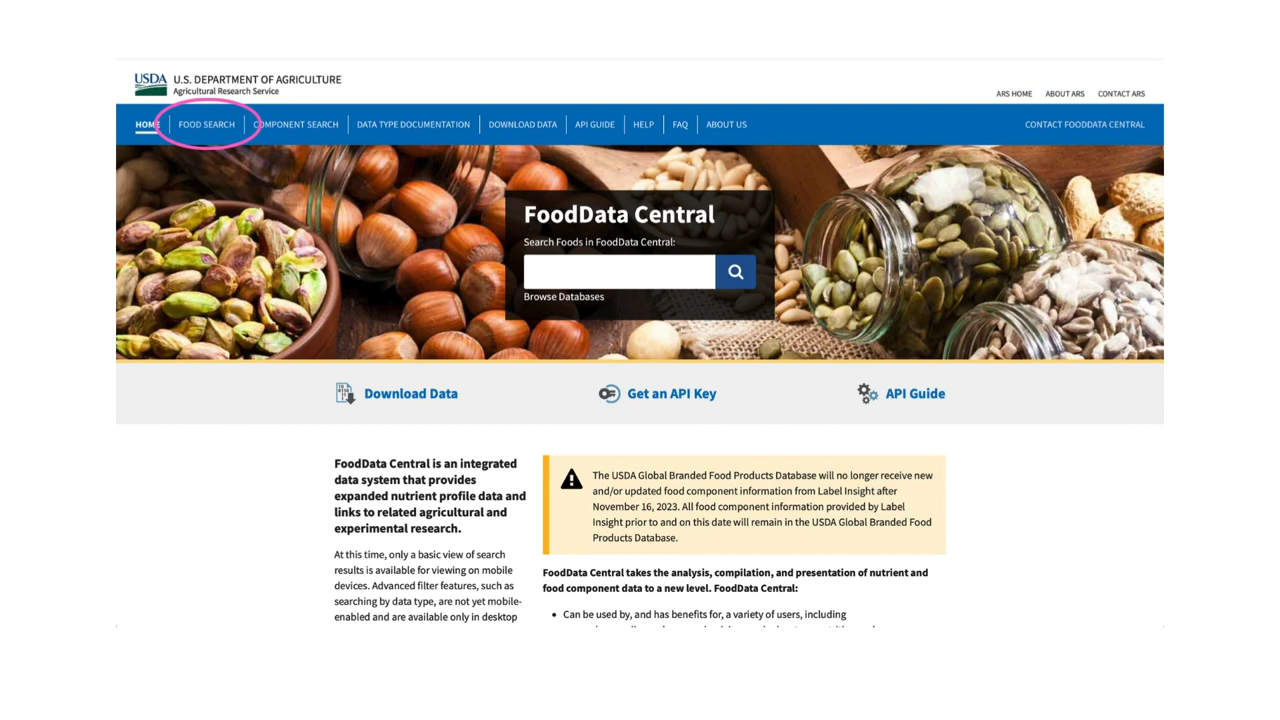 USDA U.S. DEPARTMENT OF AGRICULTURE
Agricultural Research Service
ARS HOME ABOUT ARS CONTACT ARS
HOME FOOD SEARCH COMPONENT SEARCH DATA TYPE DOCUMENTATION DOWNLOAD DATA API GUIDE HELP FAQ ABOUT US CONTACT FOODDATA CENTRAL
FoodData Central
Search Foods in FoodData Central:
Browse Databases
Download Data Get an API Key API Guide
FoodData Central is an integrated
data system that provides
expanded nutrient profile data and
links to related agricultural and
experimental research.
At this time, only a basic view of search
results is available for viewing on mobile
devices. Advanced filter features, such as
searching by data type, are not yet mobile-
enabled and are available only in desktop
The USDA Global Branded Food Products Database will no longer receive new
and/or updated food component information from Label Insight after
November 16, 2023. All food component information provided by Label
Insight prior to and on this date will remain in the USDA Global Branded Food
Products Database.
FoodData Central takes the analysis, compilation, and presentation of nutrient and
food component data to a new level. FoodData Central:
• Can be used by, and has benefits for, a variety of users, including